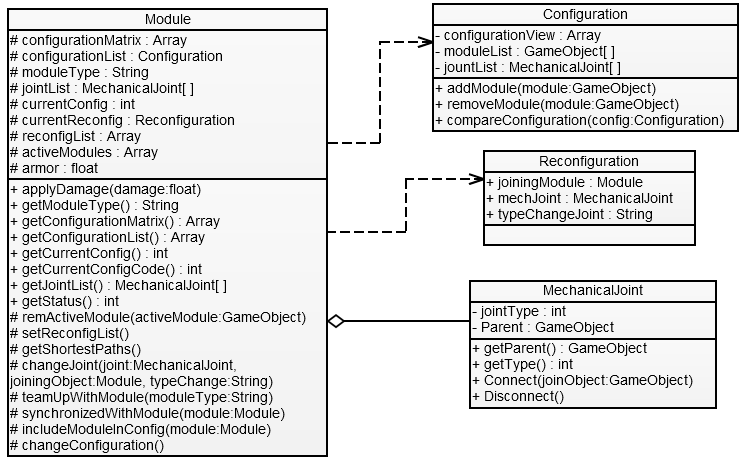 Module
# configurationMatrix : Array
# configurationList : Configuration
# moduleType : String
# jointList : MechanicalJoint[ ]
# currentConfig : int
# currentReconfig : Reconfiguration
# reconfigList : Array
# activeModules : Array
# armor : float
+ applyDamage(damage:float)
+ getModuleType() : String
+ getConfigurationMatrix() : Array
+ getConfigurationList() : Array
+ getCurrentConfig() : int
+ getCurrentConfigCode() : int
+ getJointList() : MechanicalJoint[ ]
+ getStatus() : int
# remActiveModule(activeModule:GameObject)
# setReconfigList()
# getShortestPaths()
# changeJoint(joint:MechanicalJoint,
joiningObject:Module, typeChange:String)
# teamUpWithModule(moduleType:String)
# synchronizedWithModule(module:Module)
# includeModuleInConfig(module:Module)
# changeConfiguration()
Configuration
- configurationView : Array
- moduleList : GameObject[ ]
- jountList : MechanicalJoint[ ]
+ addModule(module:GameObject)
+ removeModule(module:GameObject)
+ compareConfiguration(config:Configuration)
Reconfiguration
+ joiningModule : Module
+ mechJoint : MechanicalJoint
+ typeChangeJoint : String
MechanicalJoint
- jointType : int
- Parent : GameObject
+ getParent() : GameObject
+ getType() : int
+ Connect(joinObject:GameObject)
+ Disconnect()